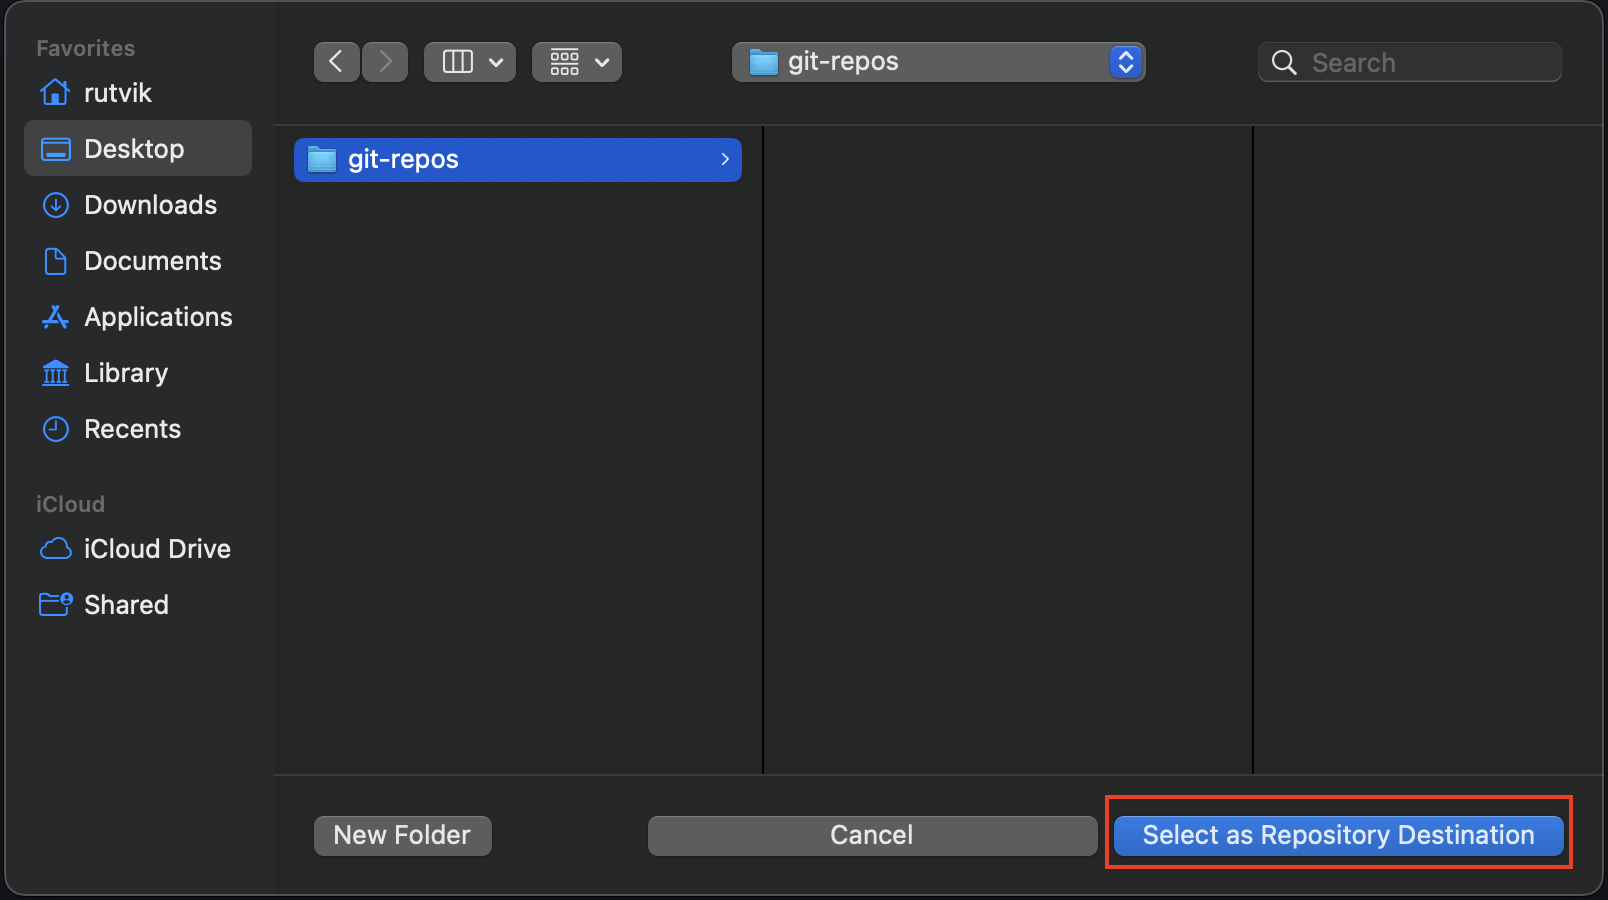 Favorites
rutvik
Desktop
Downloads
Documents
Applications
Library
Recents
iCloud
iCloud Drive
Shared
git-repos
Search
git-repos
New Folder
Cancel
Select as Repository Destination